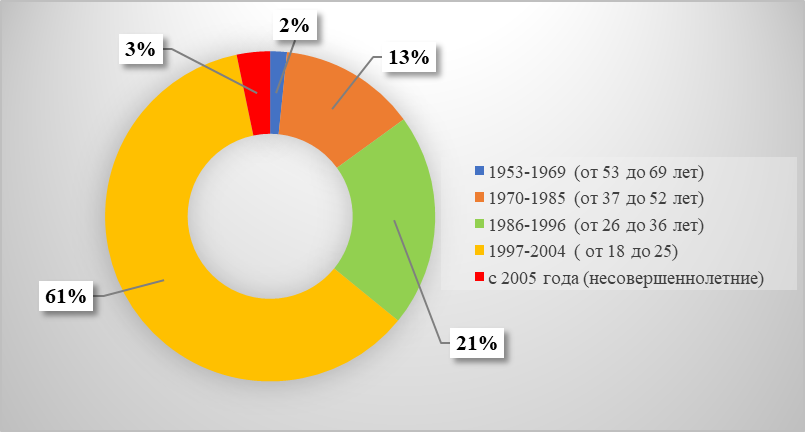 2%
3%
13%
1953-1969 (от 53 до 69 лет)
1970-1985 (от 37 до 52 лет)
1986-1996 (от 26 до 36 лет)
1997-2004 ( от 18 до 25)
с 2005 года (несовершеннолетние)
61%
21%